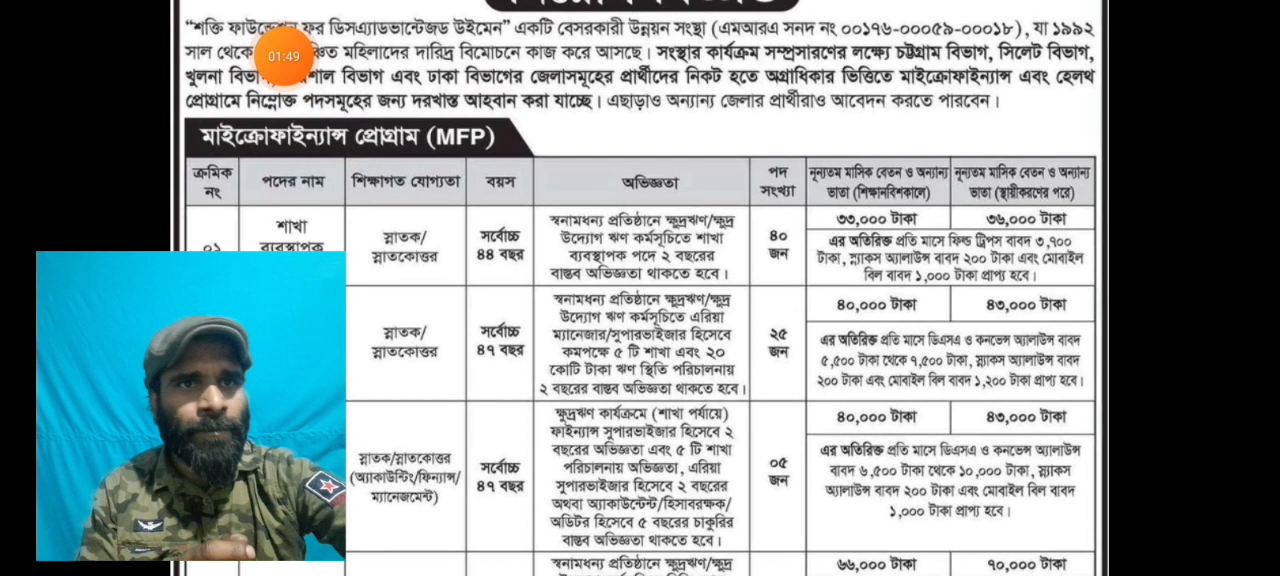 “শক্তি ফাউন্ডেশন ফর ডিসএ্যাডভান্টেজড উইমেন” একটি বেসরকারী উন্নয়ন সংস্থা (এমআরএ সনদ নং ০০১৭৬-০০০৫৯-০০০১৮), যা ১৯৯২
সাল থেকে মহিলাদের দারিদ্র বিমোচনে কাজ করে আসছে। সংস্থার কার্যক্রম সম্প্রসারণের লক্ষ্যে চট্টগ্রাম বিভাগ, সিলেট বিভাগ,
1:49
খুলনা বিভাগ বরিশাল বিভাগ এবং ঢাকা বিভাগের জেলাসমূহের প্রার্থীদের নিকট হতে অগ্রাধিকার ভিত্তিতে মাইক্রোফাইন্যান্স এবং হেলথ
প্রোগ্রামে নিম্নোক্ত পদসমূহের জন্য দরখাস্ত আহবান করা যাচ্ছে। এছাড়াও অন্যান্য জেলার প্রার্থীরাও আবেদন করতে পারবেন।
মাইক্রোফাইন্যান্স প্রোগ্রাম (MFP)
ক্রমিক নং
পদের নাম
শিক্ষাগত যোগ্যতা
বয়স
অভিজ্ঞতা
পদ সংখ্যা
নূন্যতম মাসিক বেতন ও অন্যান্য
ভাতা (শিক্ষানবিশকালে)
নূন্যতম মাসিক বেতন ও অন্যান্য
ভাতা (স্থায়ীকরণের পরে)
০১
শাখা
ব্যবস্থাপক
স্নাতক/
স্নাতকোত্তর
সর্বোচ্চ
৪৪ বছর
স্বনামধন্য প্রতিষ্ঠানে ক্ষুদ্রঋণ/ক্ষুদ্র
উদ্যোগ ঋণ কর্মসূচিতে শাখা
ব্যবস্থাপক পদে ২ বছরের
বাস্তব অভিজ্ঞতা থাকতে হবে।
৪০
জন
৩৩,০০০ টাকা
৩৬,০০০ টাকা
এর অতিরিক্ত প্রতি মাসে ফিল্ড ট্রিপস বাবদ ৩,৭০০
টাকা, স্ন্যাকস অ্যালাউন্স বাবদ ২০০ টাকা এবং মোবাইল
বিল বাবদ ১,০০০ টাকা প্রাপ্য হবে।
স্নাতক/
স্নাতকোত্তর
সর্বোচ্চ
৪৭ বছর
স্বনামধন্য প্রতিষ্ঠানে ক্ষুদ্রঋণ/ক্ষুদ্র
উদ্যোগ ঋণ কর্মসূচিতে এরিয়া
ম্যানেজার/সুপারভাইজার হিসেবে
কমপক্ষে ৫ টি শাখা এবং ২০
কোটি টাকা ঋণ স্থিতি পরিচালনায়
২ বছরের বাস্তব অভিজ্ঞতা থাকতে হবে।
২৫
জন
৪০,০০০ টাকা
৪৩,০০০ টাকা
এর অতিরিক্ত প্রতি মাসে ডিএসএ ও কনভেন্স অ্যালাউন্স বাবদ
৫,৫০০ টাকা থেকে ৭,৫০০ টাকা, স্ন্যাকস অ্যালাউন্স বাবদ
২০০ টাকা এবং মোবাইল বিল বাবদ ১,২০০ টাকা প্রাপ্য হবে।
স্নাতক/স্নাতকোত্তর
(অ্যাকাউন্টিং/ফিন্যান্স/
ম্যানেজমেন্ট)
সর্বোচ্চ
৪৭ বছর
ক্ষুদ্রঋণ কার্যক্রমে (শাখা পর্যায়ে)
ফাইন্যান্স সুপারভাইজার হিসেবে ২
বছরের অভিজ্ঞতা এবং ৫ টি শাখা
পরিচালনায় অভিজ্ঞতা, এরিয়া
সুপারভাইজার হিসেবে ২ বছরের
অথবা অ্যাকাউন্টেন্ট/হিসাবরক্ষক/
অডিটর হিসেবে ৫ বছরের চাকুরির
বাস্তব অভিজ্ঞতা থাকতে হবে।
০৫
জন
৪০,০০০ টাকা
৪৩,০০০ টাকা
এর অতিরিক্ত প্রতি মাসে ডিএসএ ও কনভেন্স অ্যালাউন্স
বাবদ ৬,৫০০ টাকা থেকে ১০,০০০ টাকা, স্ন্যাকস
অ্যালাউন্স বাবদ ২০০ টাকা এবং মোবাইল বিল বাবদ
১,০০০ টাকা প্রাপ্য হবে।
স্বনামধন্য প্রতিষ্ঠানে ক্ষুদ্রঋণ/ক্ষুদ্র
৬৬,০০০ টাকা
৭০,০০০ টাকা